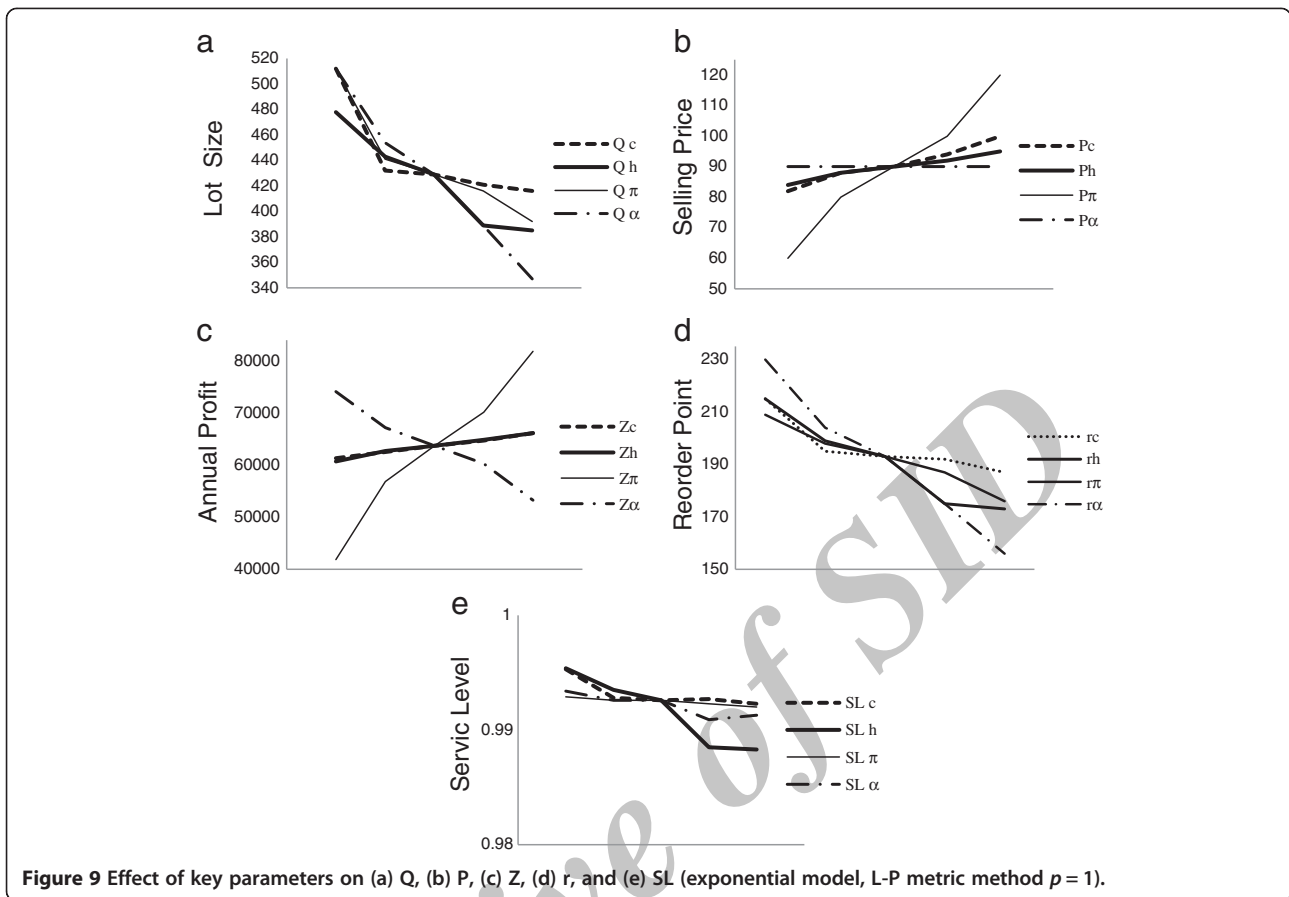 a
520
500
480
460
440
420
400
380
360
340
Lot Size
Q c
Q h
Q π
Q α
b
120
110
100
90
80
70
60
50
Selling Price
Pc
Ph
Pπ
Pα
c
80000
70000
60000
50000
40000
Annual Profit
Zc
Zh
Zπ
Zα
d
230
210
190
170
150
Reorder Point
rc
rh
rπ
rα
e
1
0.99
0.98
Servic Level
SL c
SL h
SL π
SL α
ive of SID
Figure 9 Effect of key parameters on (a) Q, (b) P, (c) Z, (d) r, and (e) SL (exponential model, L-P metric method p = 1).